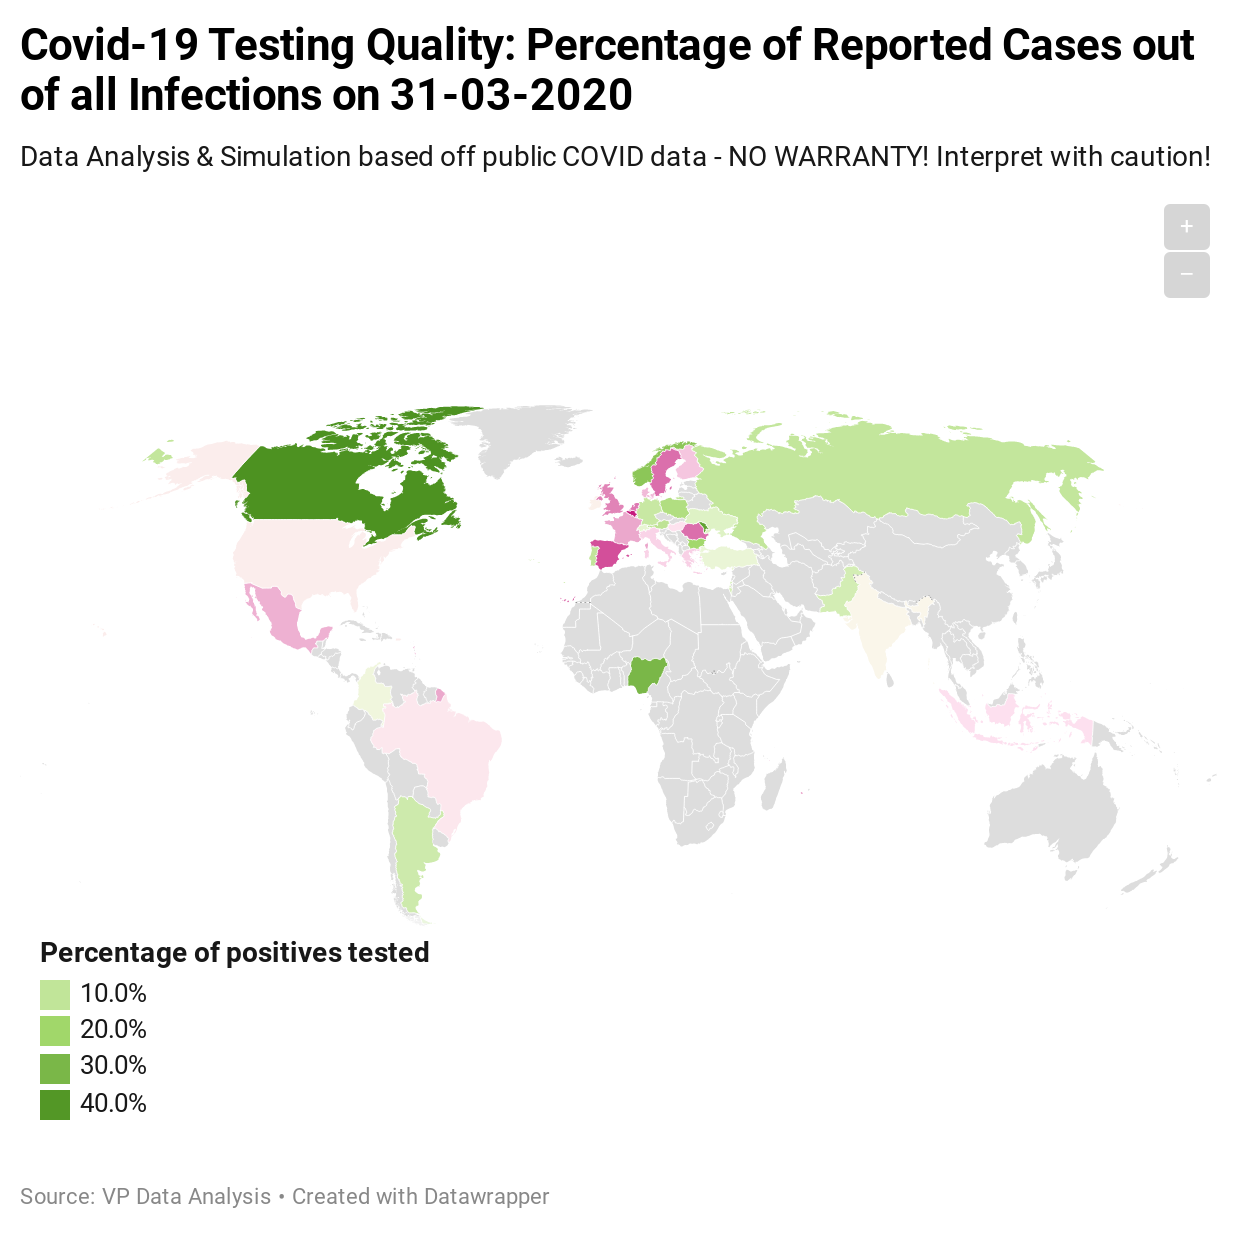 Covid-19 Testing Quality: Percentage of Reported Cases out
of all Infections on 31-03-2020
Data Analysis & Simulation based off public COVID data - NO WARRANTY! Interpret with caution!
+
−
Percentage of positives tested
10.0%
20.0%
30.0%
40.0%
Source: VP Data Analysis • Created with Datawrapper